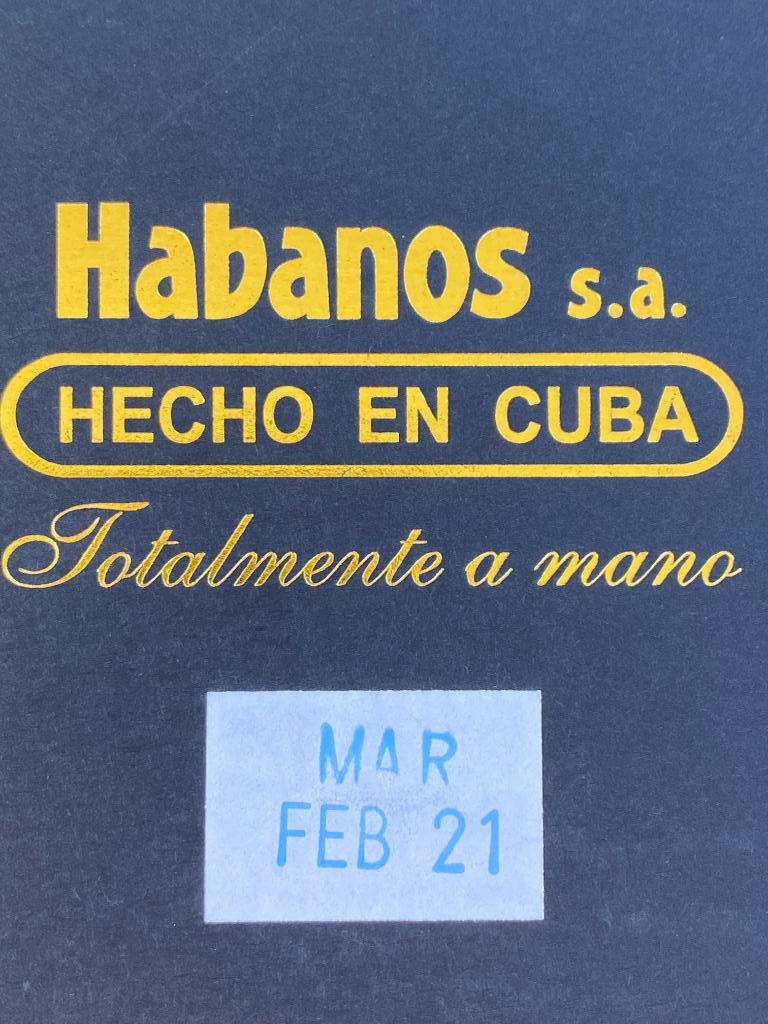 Habanos s.a.
HECHO EN CUBA
Totalmente a mano
MAR
FEB 21